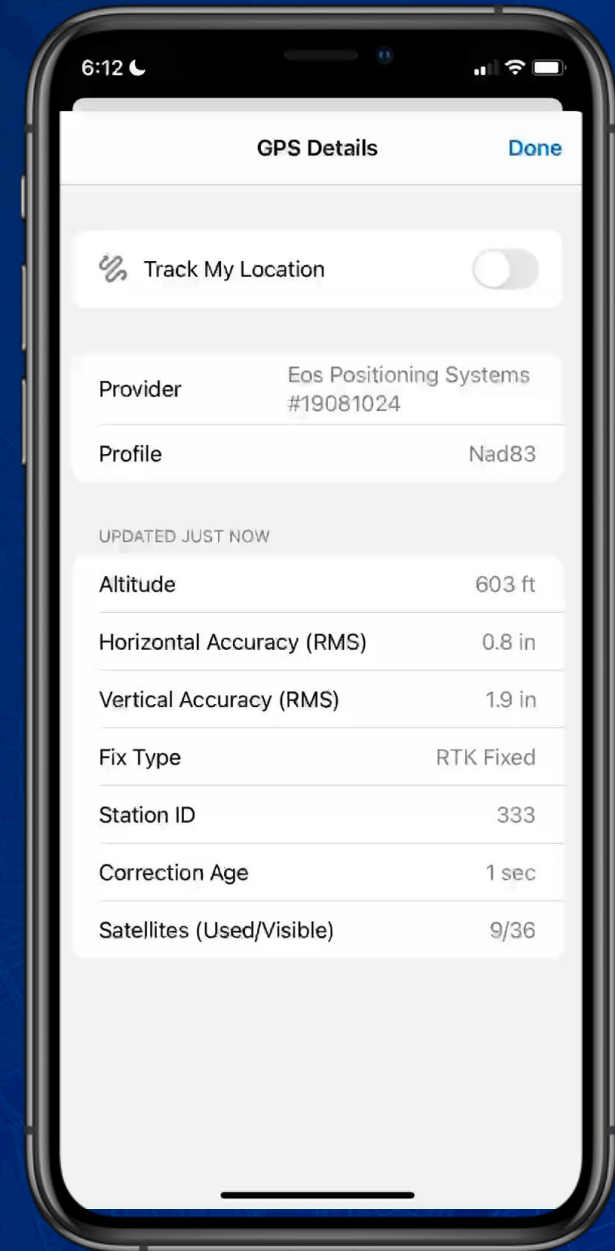 6:12
GPS Details
Done
Track My Location
Provider
Eos Positioning Systems
#19081024
Profile
Nad83
UPDATED JUST NOW
Altitude
603 ft
Horizontal Accuracy (RMS)
0.8 in
Vertical Accuracy (RMS)
1.9 in
Fix Type
RTK Fixed
Station ID
333
Correction Age
1 sec
Satellites (Used/Visible)
9/36